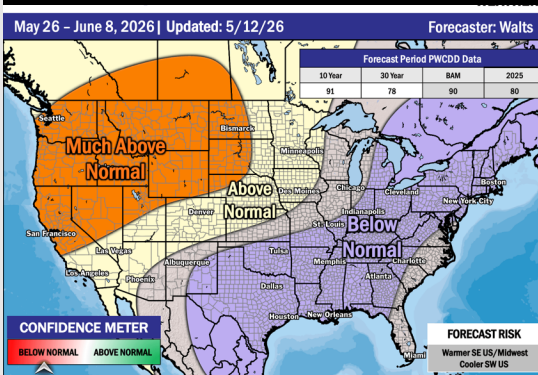 May 26 – June 8, 2026 | Updated: 5/12/26
Forecaster: Walts
Forecast Period PWCDD Data
10 Year 30 Year BAM 2025
91 78 90 80
Seattle
Bismarck
Much Above
Normal
Minneapolis
Above
Normal
Des Moines
Chicago
Cleveland
Boston
New York City
Denver
Indianapolis
St. Louis
Below
Normal
San Francisco
Las Vegas
Los Angeles
Phoenix
Albuquerque
Tulsa
Memphis
Charlotte
Atlanta
Dallas
Houston
New Orleans
Miami
CONFIDENCE METER
BELOW NORMAL ABOVE NORMAL
FORECAST RISK
Warmer SE US/Midwest
Cooler SW US